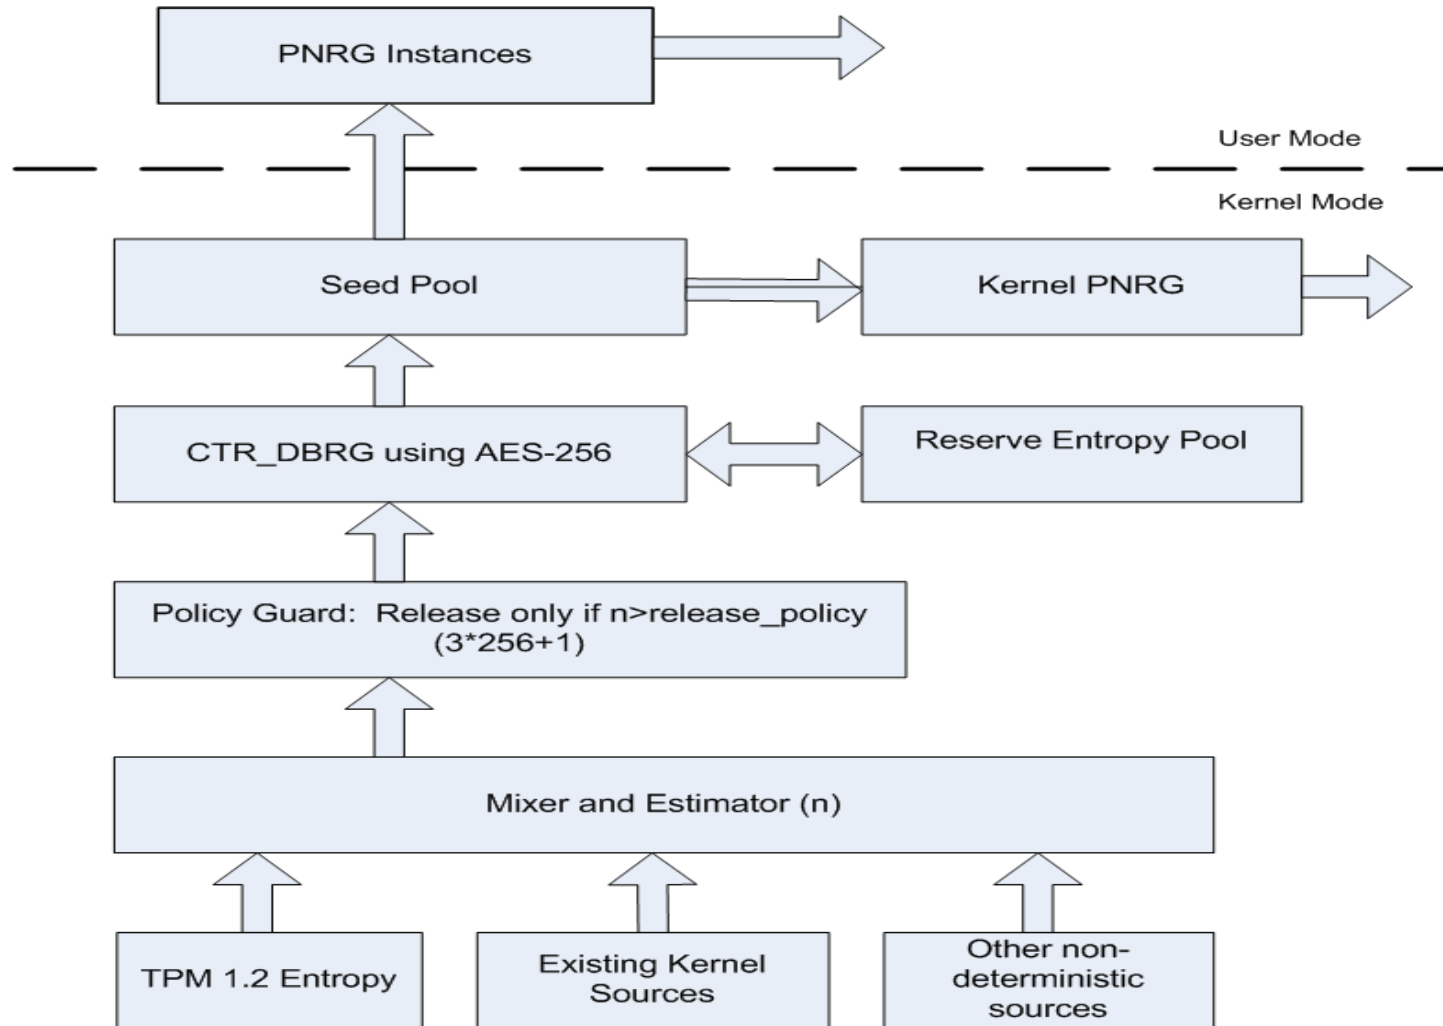 PNRG Instances
User Mode
Kernel Mode
Seed Pool
Kernel PNRG
CTR_DBRG using AES-256
Reserve Entropy Pool
Policy Guard:  Release only if n>release_policy
(3*256+1)
Mixer and Estimator (n)
TPM 1.2 Entropy
Existing Kernel
Sources
Other non-
deterministic
sources